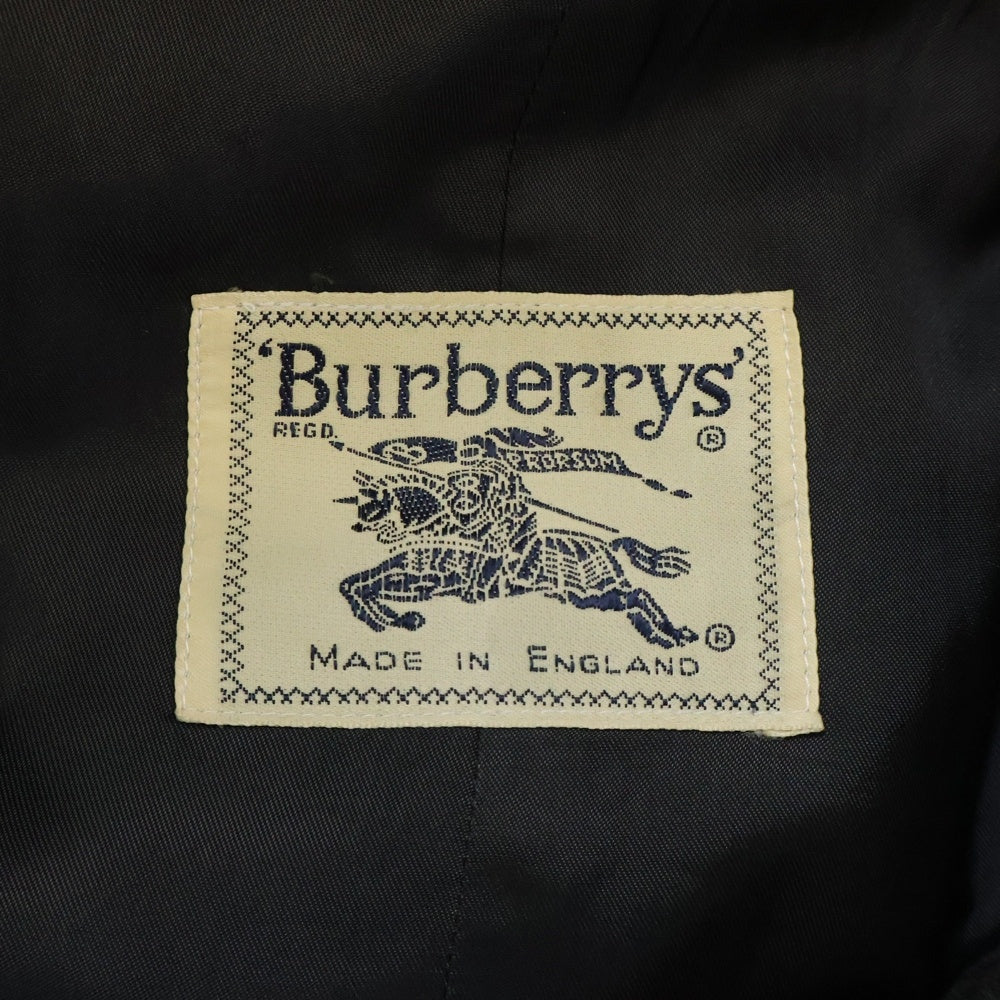 'Burberrys'
REGD.
®
PRORSUM
®
MADE IN ENGLAND